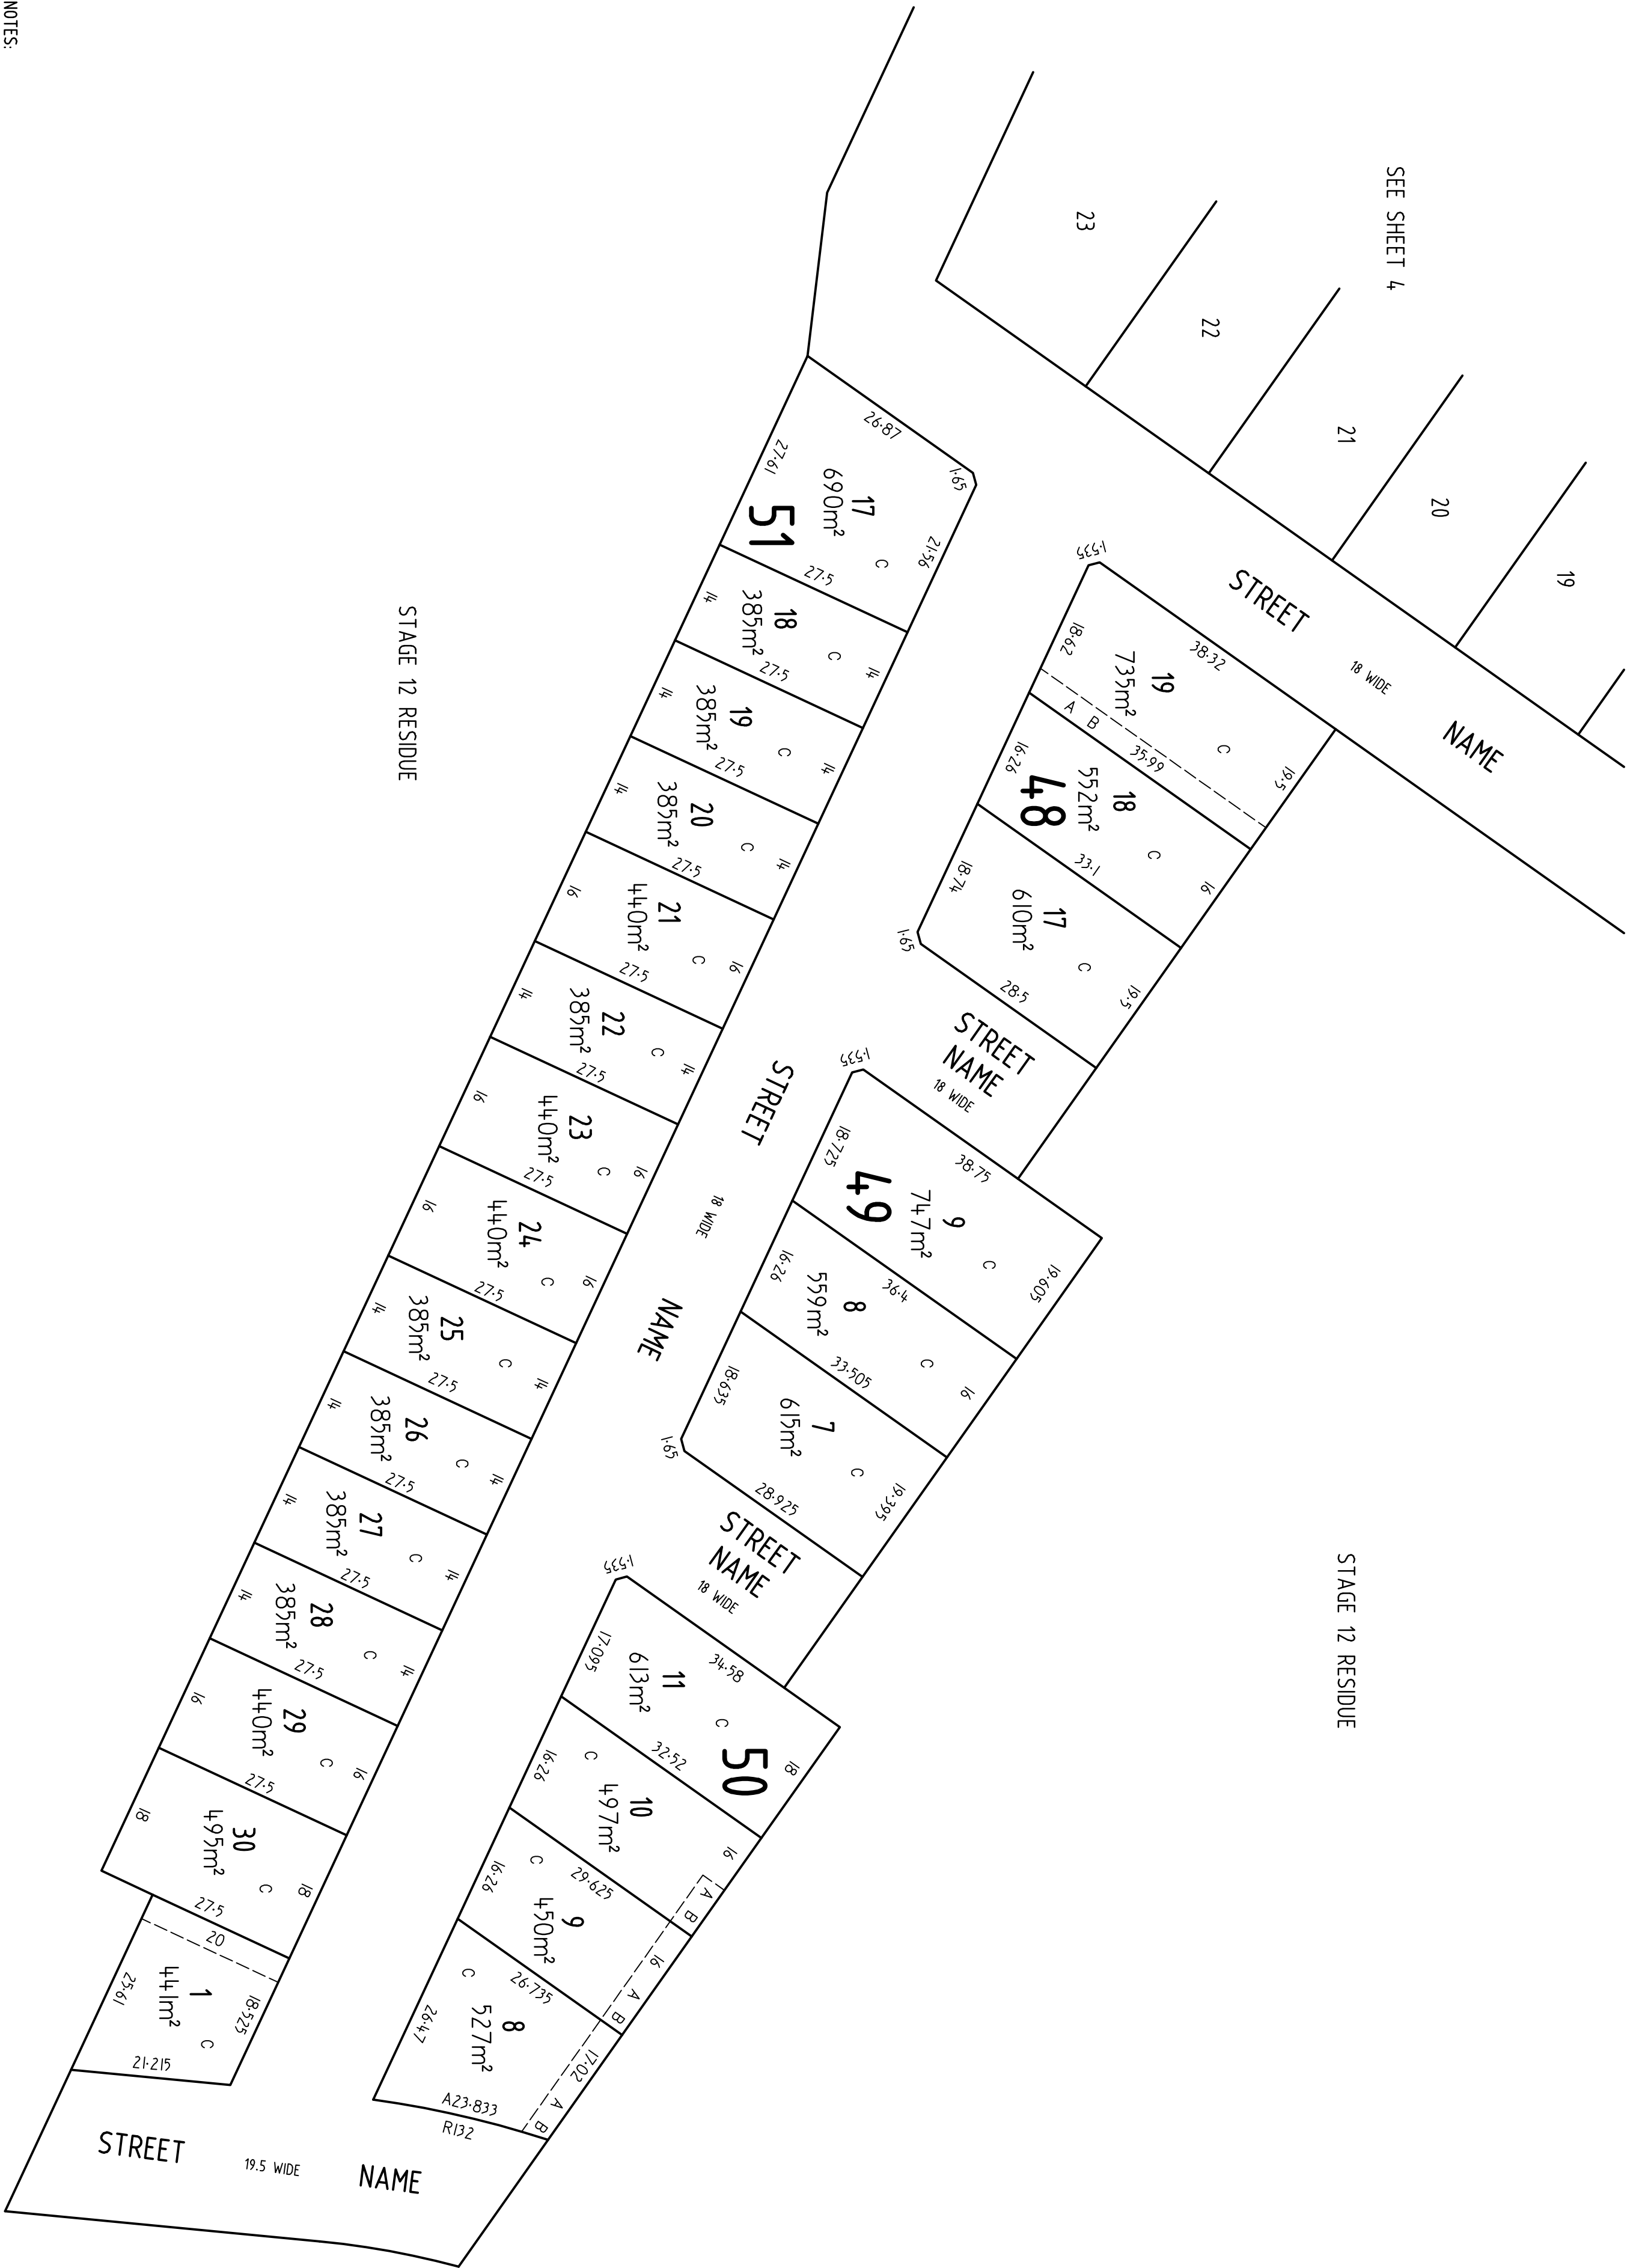 NOTES:
SEE SHEET 4
23
22
21
20
19
STREET
18 WIDE
NAME
STAGE 12 RESIDUE
STAGE 12 RESIDUE
51
26·87
1·65
27·61
21·56
17
690m²
C
27·5
14
18
385m²
C
14
27·5
14
19
385m²
C
14
27·5
14
20
385m²
C
14
27·5
16
21
440m²
C
16
27·5
14
22
385m²
C
14
27·5
16
23
440m²
C
16
27·5
16
24
440m²
C
16
27·5
14
25
385m²
C
14
27·5
14
26
385m²
C
14
27·5
14
27
385m²
C
14
27·5
14
28
385m²
C
14
27·5
16
29
440m²
C
16
27·5
18
30
495m²
C
18
27·5
20
1
441m²
C
25·61
18·525
21·215
STREET
18 WIDE
NAME
48
1·535
38·32
18·62
19
735m²
C
19·5
A B
35·99
16·26
18
552m²
C
16
33·1
18·74
17
610m²
C
19·5
1·65
28·5
STREET
NAME
18 WIDE
49
1·535
38·75
18·725
9
747m²
C
19·605
36·4
16·26
8
559m²
C
16
33·505
18·635
7
615m²
C
19·395
1·65
28·925
STREET
NAME
18 WIDE
50
1·535
34·58
17·095
11
613m²
C
18
32·52
16·26
10
497m²
C
16
A B
29·625
16·26
9
450m²
C
16
A B
26·735
26·47
8
527m²
C
17·02
A B
A23·833
R132
STREET
19.5 WIDE
NAME